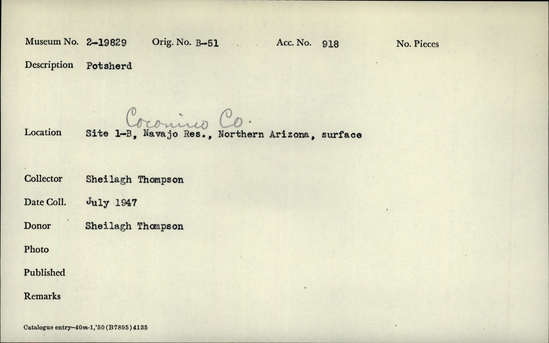 Museum No. 2-19829 Orig. No. B-51 Acc. No. 918 No. Pieces
Description Potsherd
Coconino Co.
Location Site 1-B, Navajo Res., Northern Arizona, surface
Collector Sheilagh Thompson
Date Coll. July 1947
Donor Sheilagh Thompson
Photo
Published
Remarks
Catalogue entry—40m-1,'50 (B7895) 4135